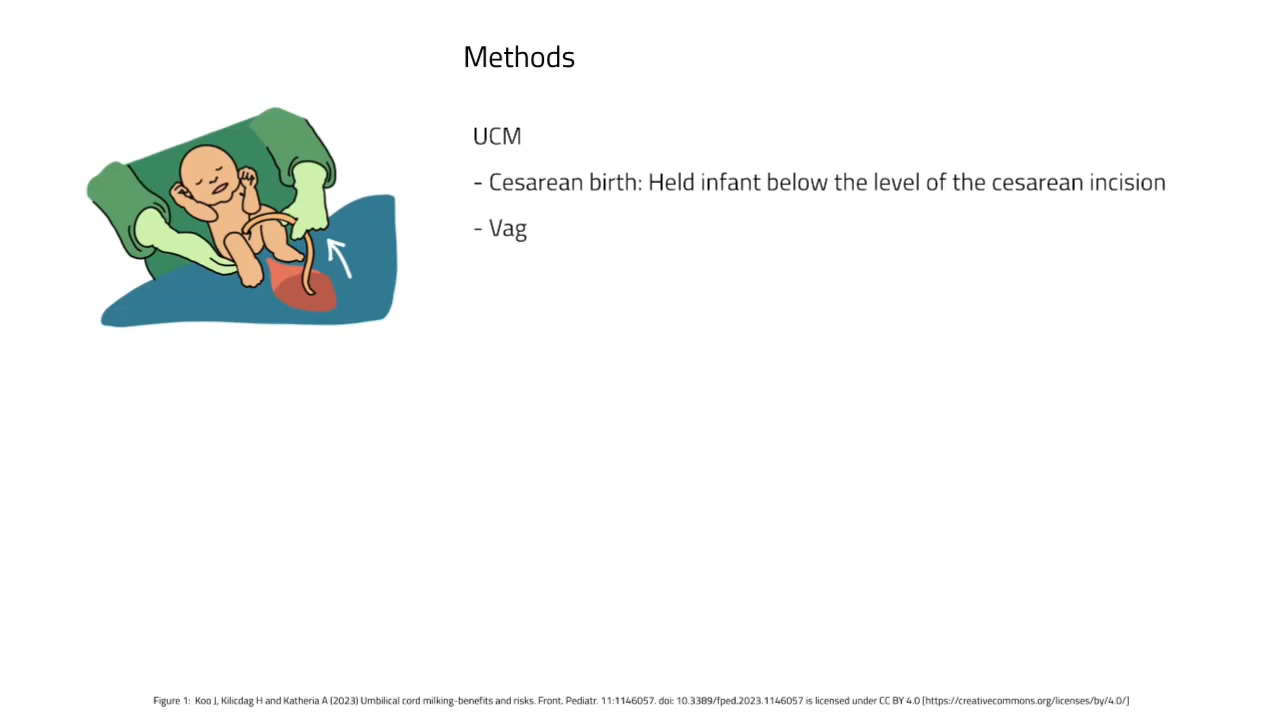 Methods
UCM
- Cesarean birth: Held infant below the level of the cesarean incision
- Vag
Figure 1: Koo J, Kilicdag H and Katheria A (2023) Umbilical cord milking-benefits and risks. Front. Pediatr. 11:1146057. doi: 10.3389/fped.2023.1146057 is licensed under CC BY 4.0 [https://creativecommons.org/licenses/by/4.0/]